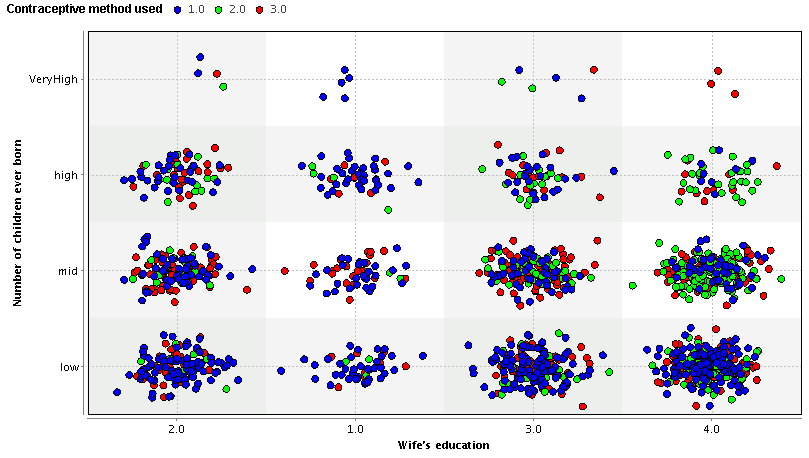 Contraceptive method used 1.0 2.0 3.0
Number of children ever born
VeryHigh
high
mid
low
2.0 1.0 3.0 4.0
Wife's education